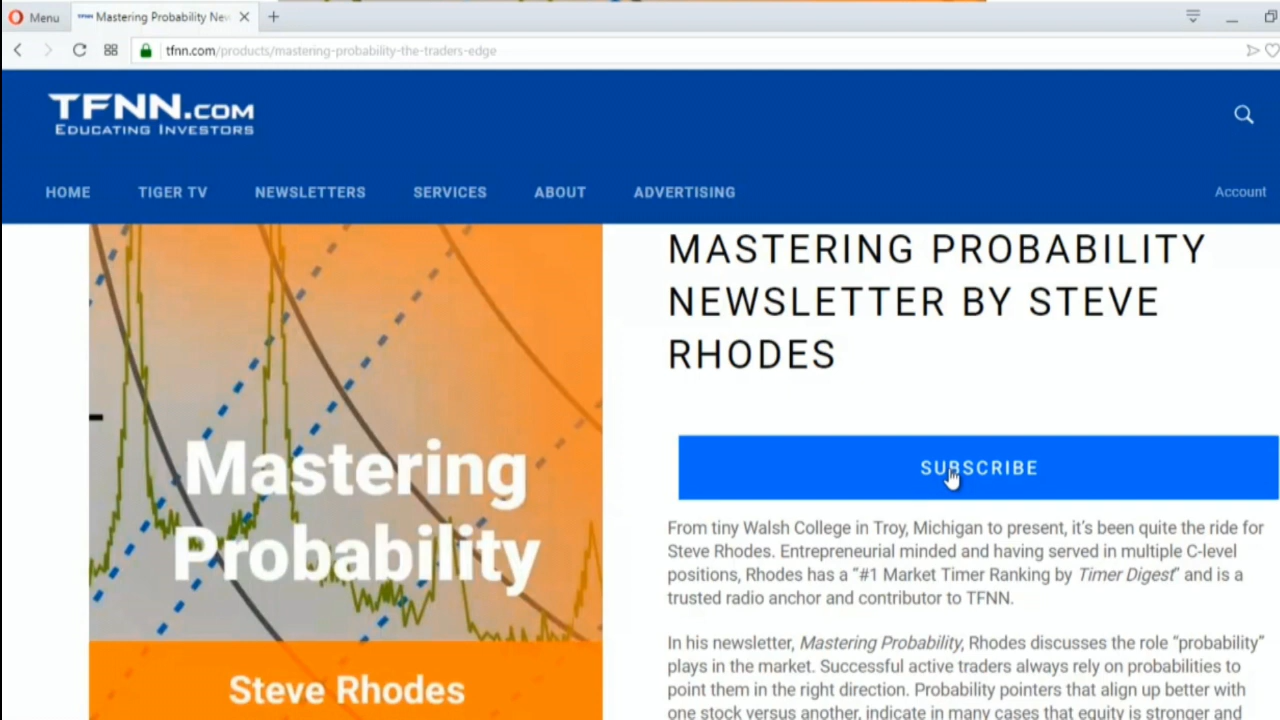 Menu
Mastering Probability New
tfnn.com/products/mastering-probability-the-traders-edge
TFNN.COM
EDUCATING INVESTORS
HOME TIGER TV NEWSLETTERS SERVICES ABOUT ADVERTISING Account
Mastering
Probability
Steve Rhodes
MASTERING PROBABILITY
NEWSLETTER BY STEVE
RHODES
SUBSCRIBE
From tiny Walsh College in Troy, Michigan to present, it's been quite the ride for
Steve Rhodes. Entrepreneurial minded and having served in multiple C-level
positions, Rhodes has a "#1 Market Timer Ranking by Timer Digest" and is a
trusted radio anchor and contributor to TFNN.
In his newsletter, Mastering Probability, Rhodes discusses the role "probability"
plays in the market. Successful active traders always rely on probabilities to
point them in the right direction. Probability pointers that align up better with
one stock versus another, indicate in many cases that equity is stronger and